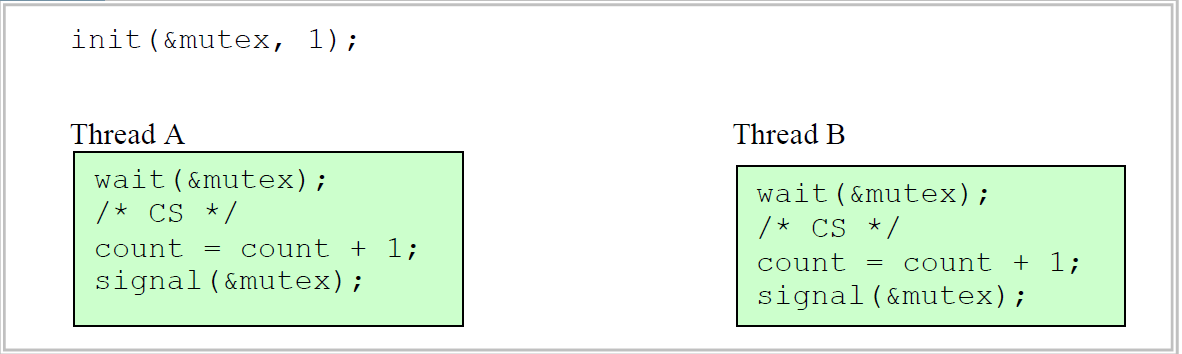 init(&mutex, 1);
Thread A
wait(&mutex);
/* CS */
count = count + 1;
signal(&mutex);
Thread B
wait(&mutex);
/* CS */
count = count + 1;
signal(&mutex);